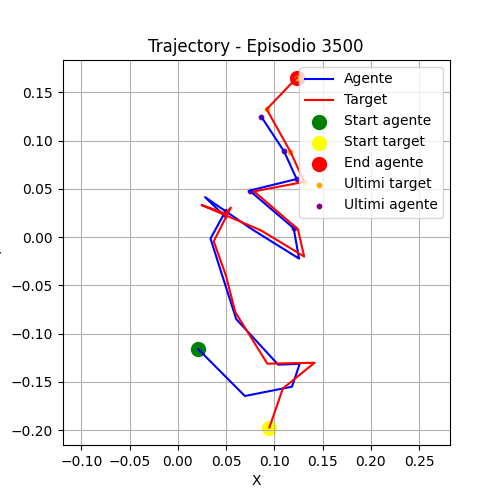 Trajectory - Episodio 3500
Agente
Target
Start agente
Start target
End agente
Ultimi target
Ultimi agente
0.15
0.10
0.05
0.00
−0.05
−0.10
−0.15
−0.20
−0.10
−0.05
0.00
0.05
0.10
0.15
0.20
0.25
X